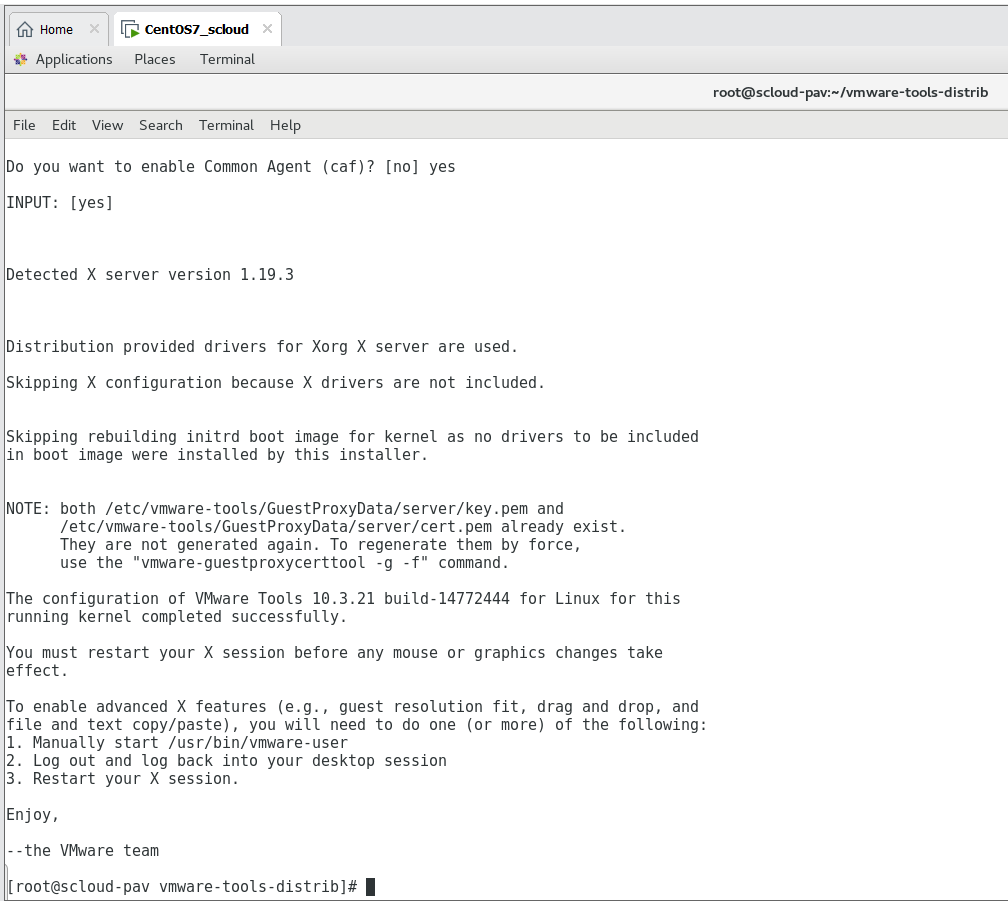 Home
CentOS7_scloud
Applications Places Terminal
root@scloud-pav:~/vmware-tools-distrib
File Edit View Search Terminal Help
Do you want to enable Common Agent (caf)? [no] yes
INPUT: [yes]
Detected X server version 1.19.3
Distribution provided drivers for Xorg X server are used.
Skipping X configuration because X drivers are not included.
Skipping rebuilding initrd boot image for kernel as no drivers to be included
in boot image were installed by this installer.
NOTE: both /etc/vmware-tools/GuestProxyData/server/key.pem and
/etc/vmware-tools/GuestProxyData/server/cert.pem already exist.
They are not generated again. To regenerate them by force,
use the "vmware-guestproxycerttool -g -f" command.
The configuration of VMware Tools 10.3.21 build-14772444 for Linux for this
running kernel completed successfully.
You must restart your X session before any mouse or graphics changes take
effect.
To enable advanced X features (e.g., guest resolution fit, drag and drop, and
file and text copy/paste), you will need to do one (or more) of the following:
1. Manually start /usr/bin/vmware-user
2. Log out and log back into your desktop session
3. Restart your X session.
Enjoy,
--the VMware team
[root@scloud-pav vmware-tools-distrib]#